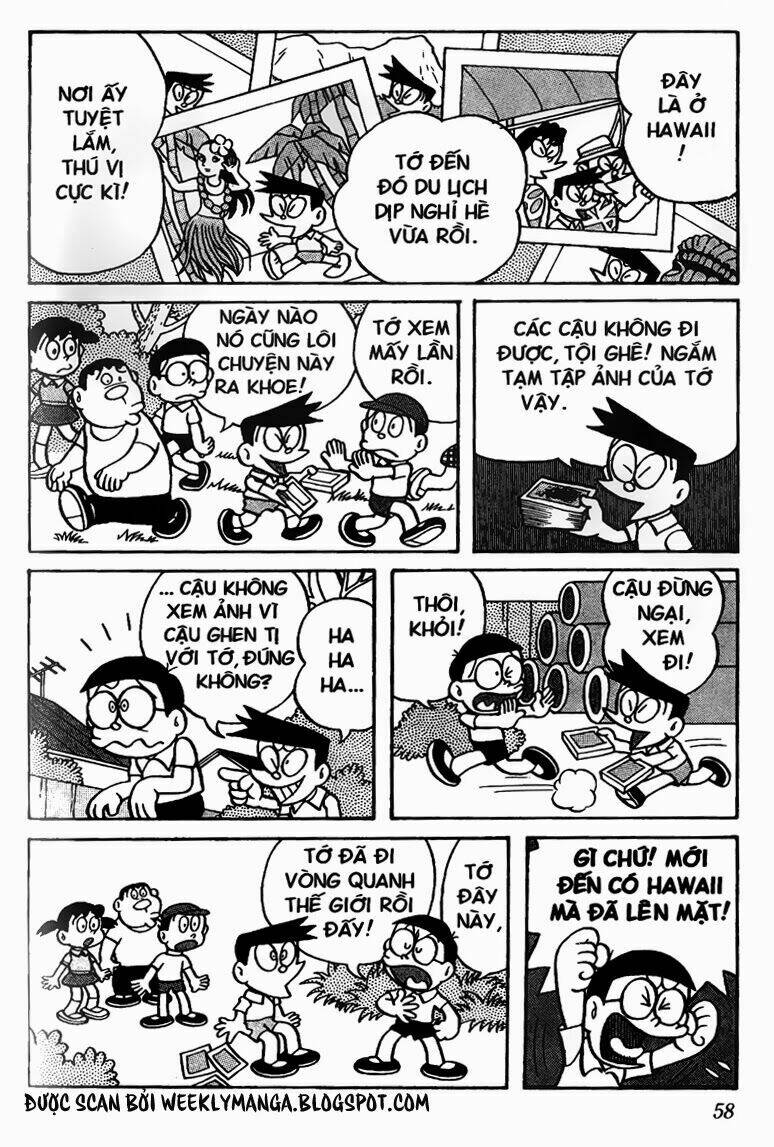 ĐÂY
LÀ Ở
HAWAII
!
TỚ ĐẾN
ĐÓ DU LỊCH
DỊP NGHỈ HÈ
VỪA RỒI.
NƠI ẤY
TUYỆT
LẮM,
THÚ VỊ
CỰC KÌ!
CÁC CẬU KHÔNG ĐI
ĐƯỢC, TỘI GHÊ! NGẮM
TẠM TẬP ẢNH CỦA TỚ
VẬY.
TỚ XEM
MẤY LẦN
RỒI.
NGÀY NÀO
NÓ CŨNG LÔI
CHUYỆN NÀY
RA KHOE!
CẬU ĐỪNG
NGẠI,
XEM
ĐI!
THÔI,
KHỎI!
HA
HA
HA...
... CẬU KHÔNG
XEM ẢNH VÌ
CẬU GHEN TỊ
VỚI TỚ, ĐÚNG
KHÔNG?
GÌ CHỨ! MỚI
ĐẾN CÓ HAWAII
MÀ ĐÃ LÊN MẶT!
TỚ
ĐÂY
NÀY,
TỚ ĐÃ ĐI
VÒNG QUANH
THẾ GIỚI RỒI
ĐẤY!
ĐƯỢC SCAN BỞI WEEKLYMANGA.BLOGSPOT.COM
58